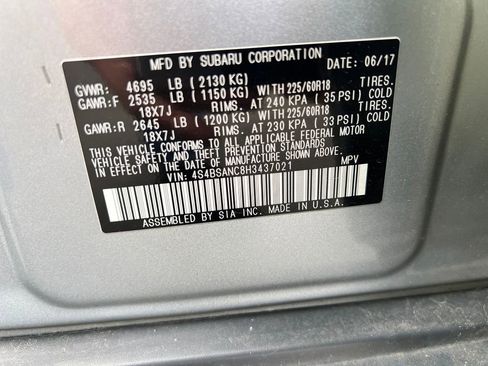 MFD BY SUBARU CORPORATION DATE: 06/17
GVWR: 4695 LB (2130 KG)
GAWR:F 2535 LB (1150 KG) WITH 225/60R18 TIRES.
18X7J RIMS. AT 240 KPA (35 PSI) COLD
GAWR:R 2645 LB (1200 KG) WITH 225/60R18 TIRES.
18X7J RIMS. AT 230 KPA (33 PSI) COLD
THIS VEHICLE CONFORMS TO ALL APPLICABLE FEDERAL MOTOR
VEHICLE SAFETY AND THEFT PREVENTION STANDARDS IN
EFFECT ON THE DATE OF MANUFACTURE SHOWN ABOVE.
VIN: 4S4BSANC8H3437021 MPV
ASSEMBLED BY SIA INC. MADE IN U.S.A.